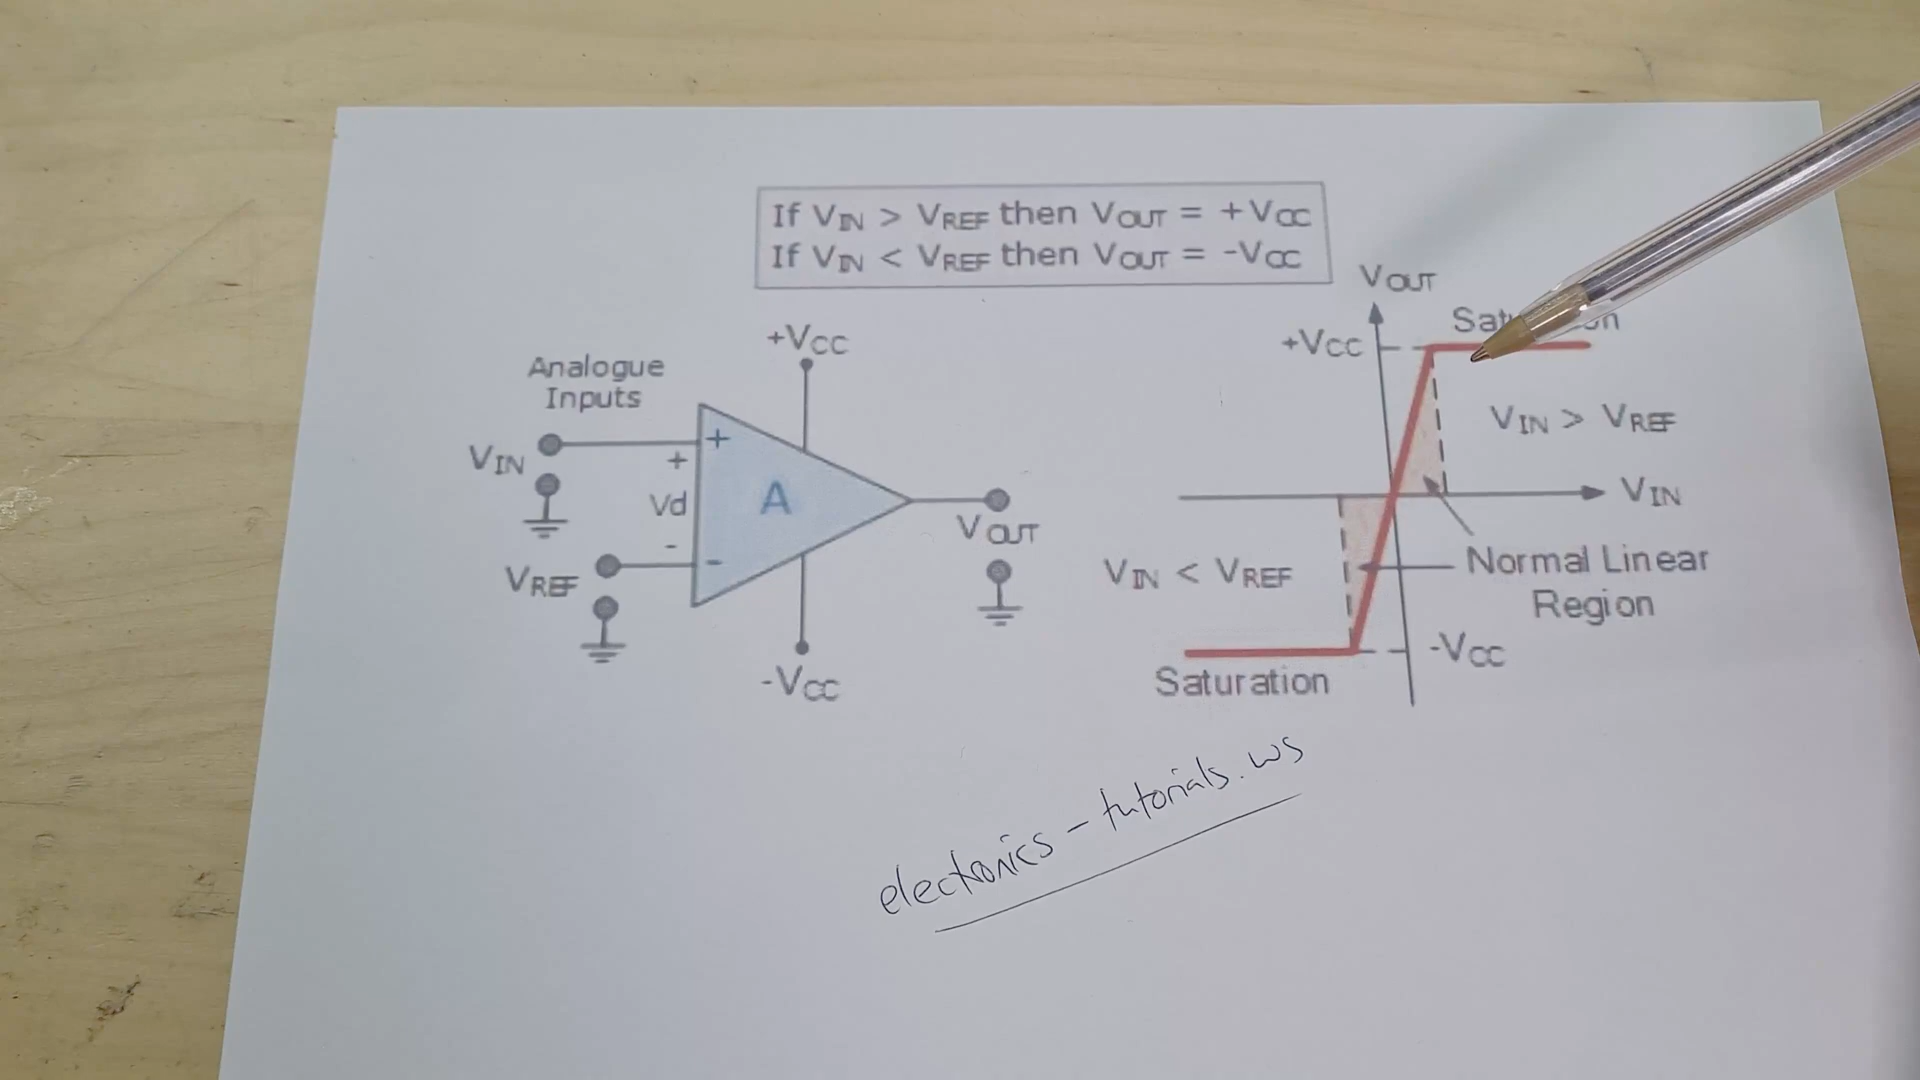 If VIN > VREF then VOUT = +VCC
If VIN < VREF then VOUT = -VCC
VOUT
+VCC
Analogue
Inputs
+VCC
VIN
+
+
Vd
A
-
-
VREF
VOUT
-VCC
VIN > VREF
VIN
VIN < VREF
Normal Linear
Region
-VCC
Saturation
electronics - tutorials.ws